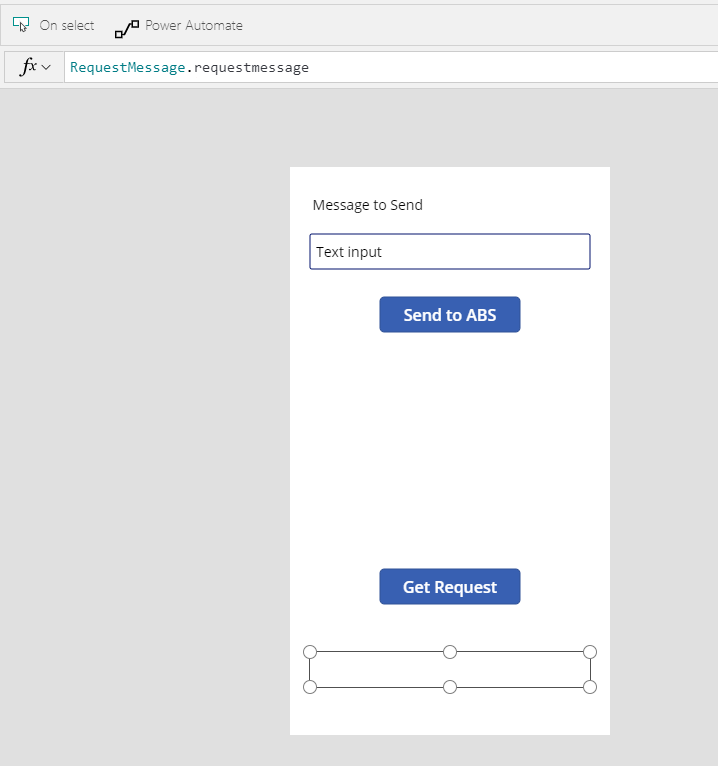 On select Power Automate
fx RequestMessage.requestmessage
Message to Send
Text input
Send to ABS
Get Request